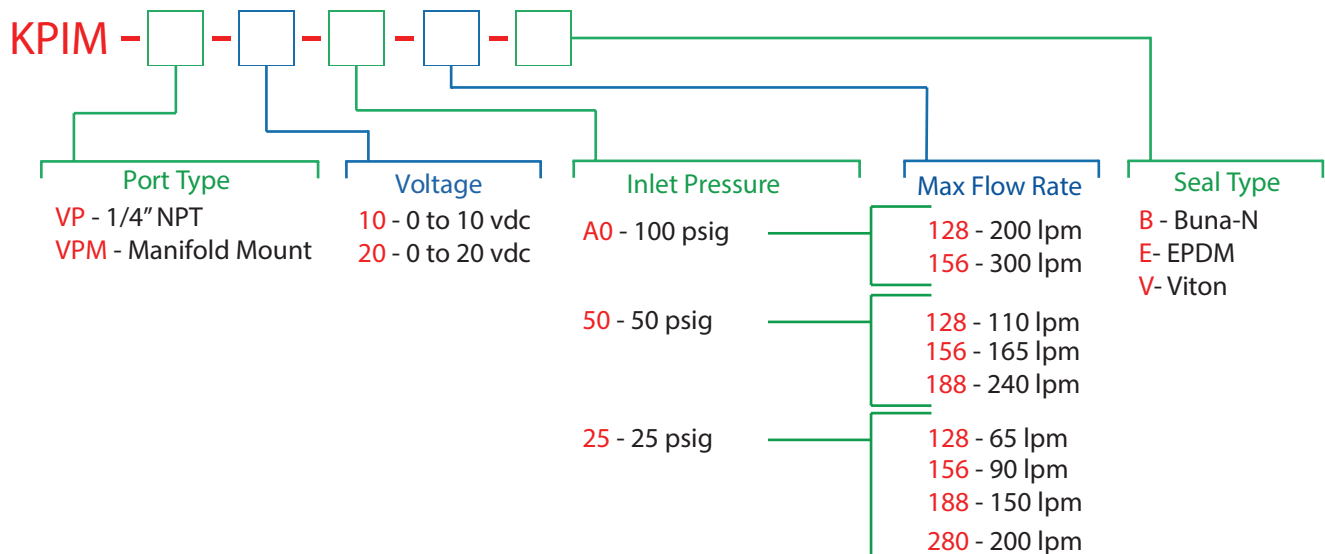 KPIM - - - - -
Port Type
VP - 1/4” NPT
VPM - Manifold Mount
Voltage
10 - 0 to 10 vdc
20 - 0 to 20 vdc
Inlet Pressure
A0 - 100 psig
50 - 50 psig
25 - 25 psig
Max Flow Rate
128 - 200 lpm
156 - 300 lpm
128 - 110 lpm
156 - 165 lpm
188 - 240 lpm
128 - 65 lpm
156 - 90 lpm
188 - 150 lpm
280 - 200 lpm
Seal Type
B - Buna-N
E- EPDM
V- Viton